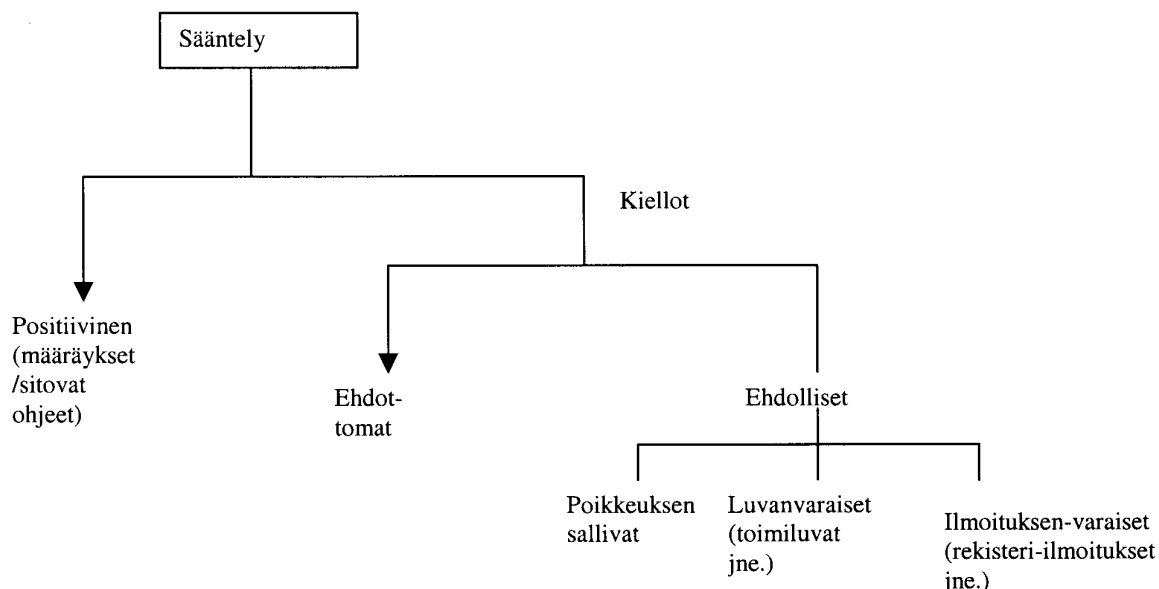 Sääntely
Kiellot
Positiivinen
(määräykset
/sitovat
ohjeet)
Ehdot-
tomat
Ehdolliset
Poikkeuksen
sallivat
Luvanvaraiset
(toimiluvat
jne.)
Ilmoituksen-varaiset
(rekisteri-ilmoitukset
jne.)